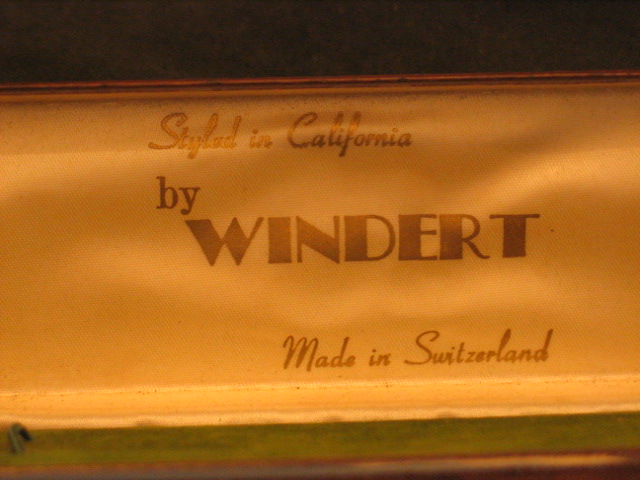 Styled in California
by
WINDERT
Made in Switzerland